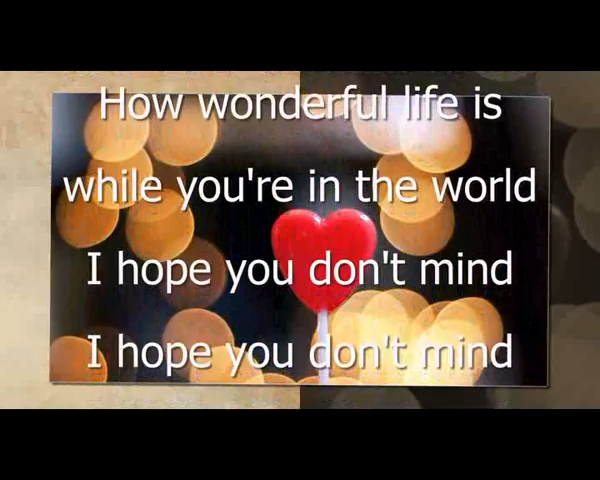 How wonderful life is
while you're in the world
I hope you don't mind
I hope you don't mind